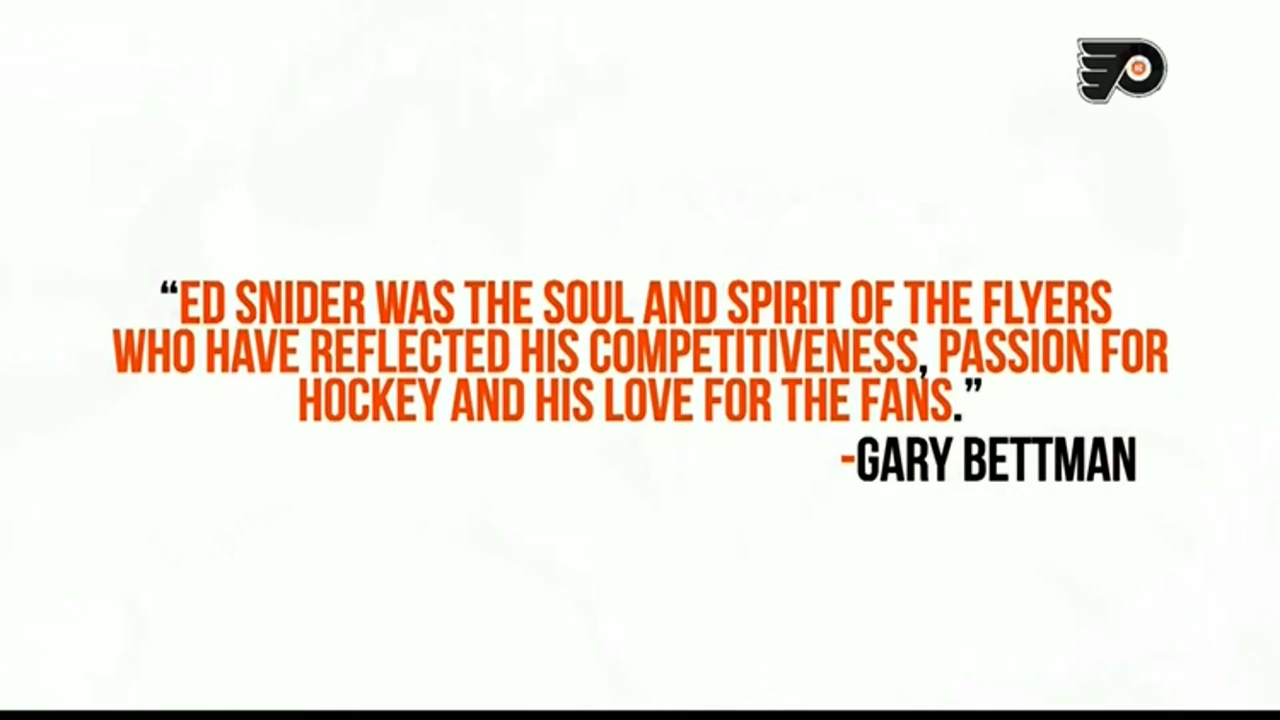 “ED SNIDER WAS THE SOUL AND SPIRIT OF THE FLYERS
WHO HAVE REFLECTED HIS COMPETITIVENESS, PASSION FOR
HOCKEY AND HIS LOVE FOR THE FANS.”
-GARY BETTMAN